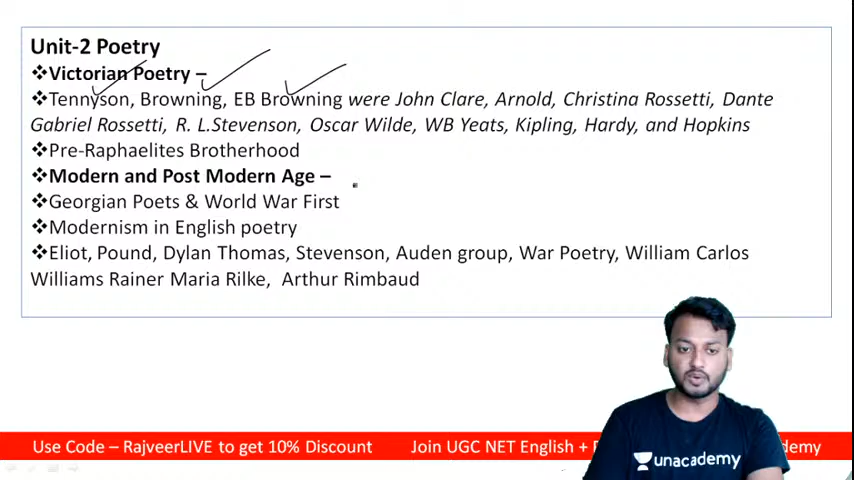 Unit-2 Poetry
❖Victorian Poetry –
❖Tennyson, Browning, EB Browning were John Clare, Arnold, Christina Rossetti, Dante
Gabriel Rossetti, R. L.Stevenson, Oscar Wilde, WB Yeats, Kipling, Hardy, and Hopkins
❖Pre-Raphaelites Brotherhood
❖Modern and Post Modern Age –
❖Georgian Poets & World War First
❖Modernism in English poetry
❖Eliot, Pound, Dylan Thomas, Stevenson, Auden group, War Poetry, William Carlos
Williams Rainer Maria Rilke, Arthur Rimbaud
Use Code – RajveerLIVE to get 10% Discount Join UGC NET English +
unacademy